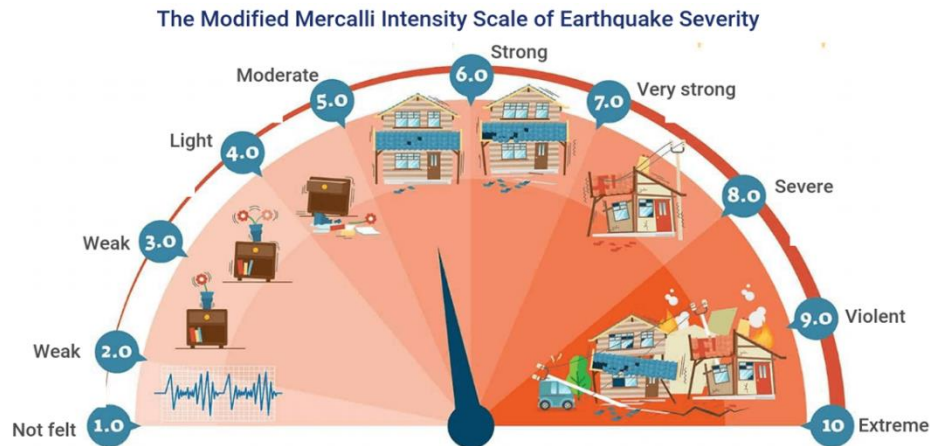 The Modified Mercalli Intensity Scale of Earthquake Severity
Not felt
1.0
Weak
2.0
Weak
3.0
Light
4.0
Moderate
5.0
Strong
6.0
Very strong
7.0
Severe
8.0
Violent
9.0
Extreme
10